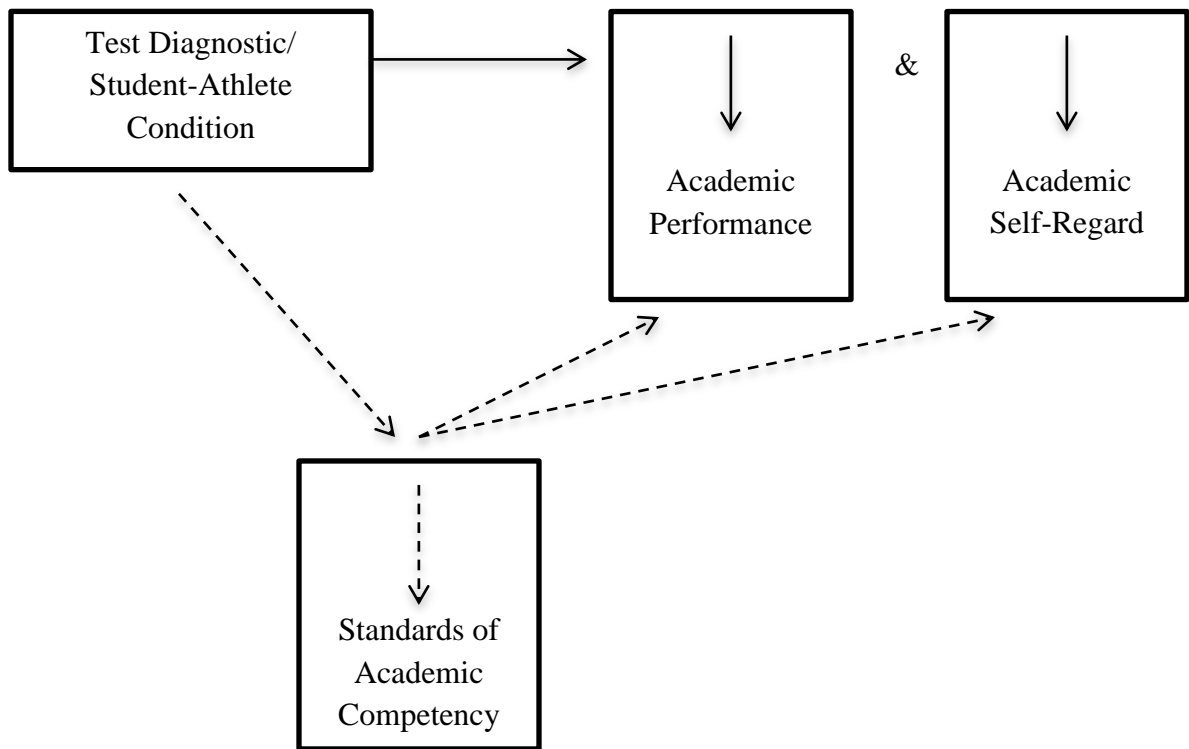 Test Diagnostic/
Student-Athlete
Condition
&
Academic
Performance
Academic
Self-Regard
Standards of
Academic
Competency